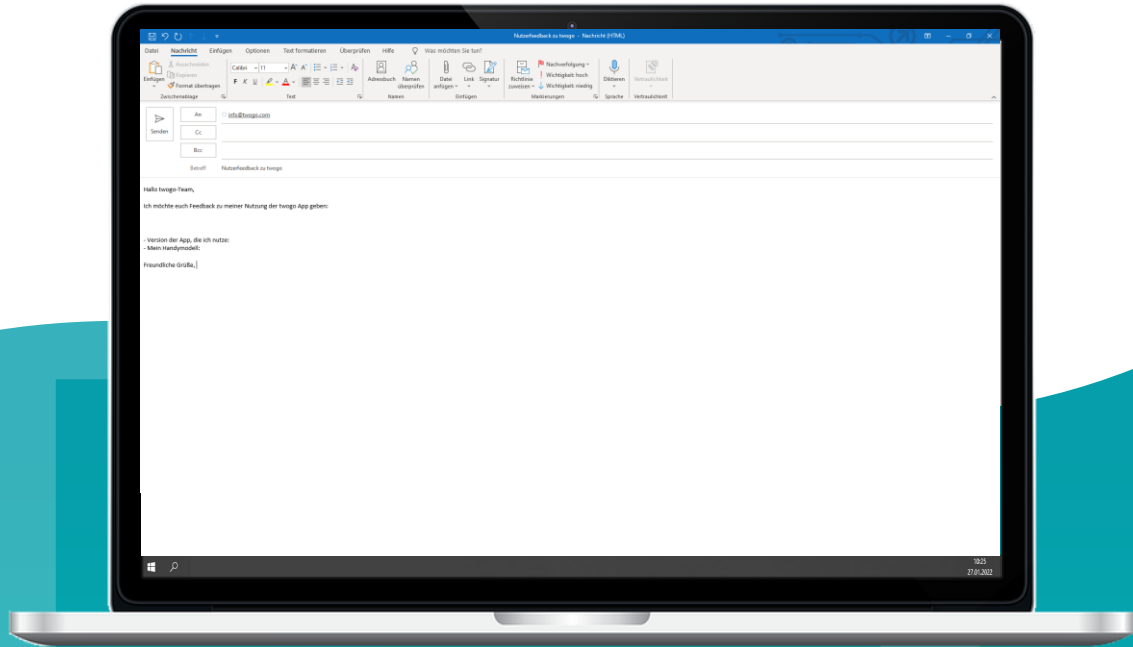 Nutzerfeedback zu twogo - Nachricht (HTML)
Datei Nachricht Einfügen Optionen Text formatieren Überprüfen Hilfe Was möchten Sie tun?
Einfügen
Ausschneiden
Kopieren
Format übertragen
Zwischenablage
Calibri 11
F K U
Text
Adressbuch
Namen überprüfen
Namen
Datei anfügen
Link
Signatur
Einfügen
Richtlinie zuweisen
Nachverfolgung
Wichtigkeit hoch
Wichtigkeit niedrig
Markierungen
Diktieren
Sprache
Vertraulichkeit
Vertraulichkeit
Senden
An info@twogo.com
Cc
Bcc
Betreff Nutzerfeedback zu twogo
Hallo twogo-Team,
ich möchte euch Feedback zu meiner Nutzung der twogo App geben:
- Version der App, die ich nutze:
- Mein Handymodell:
Freundliche Grüße,
10:25
27.01.2022